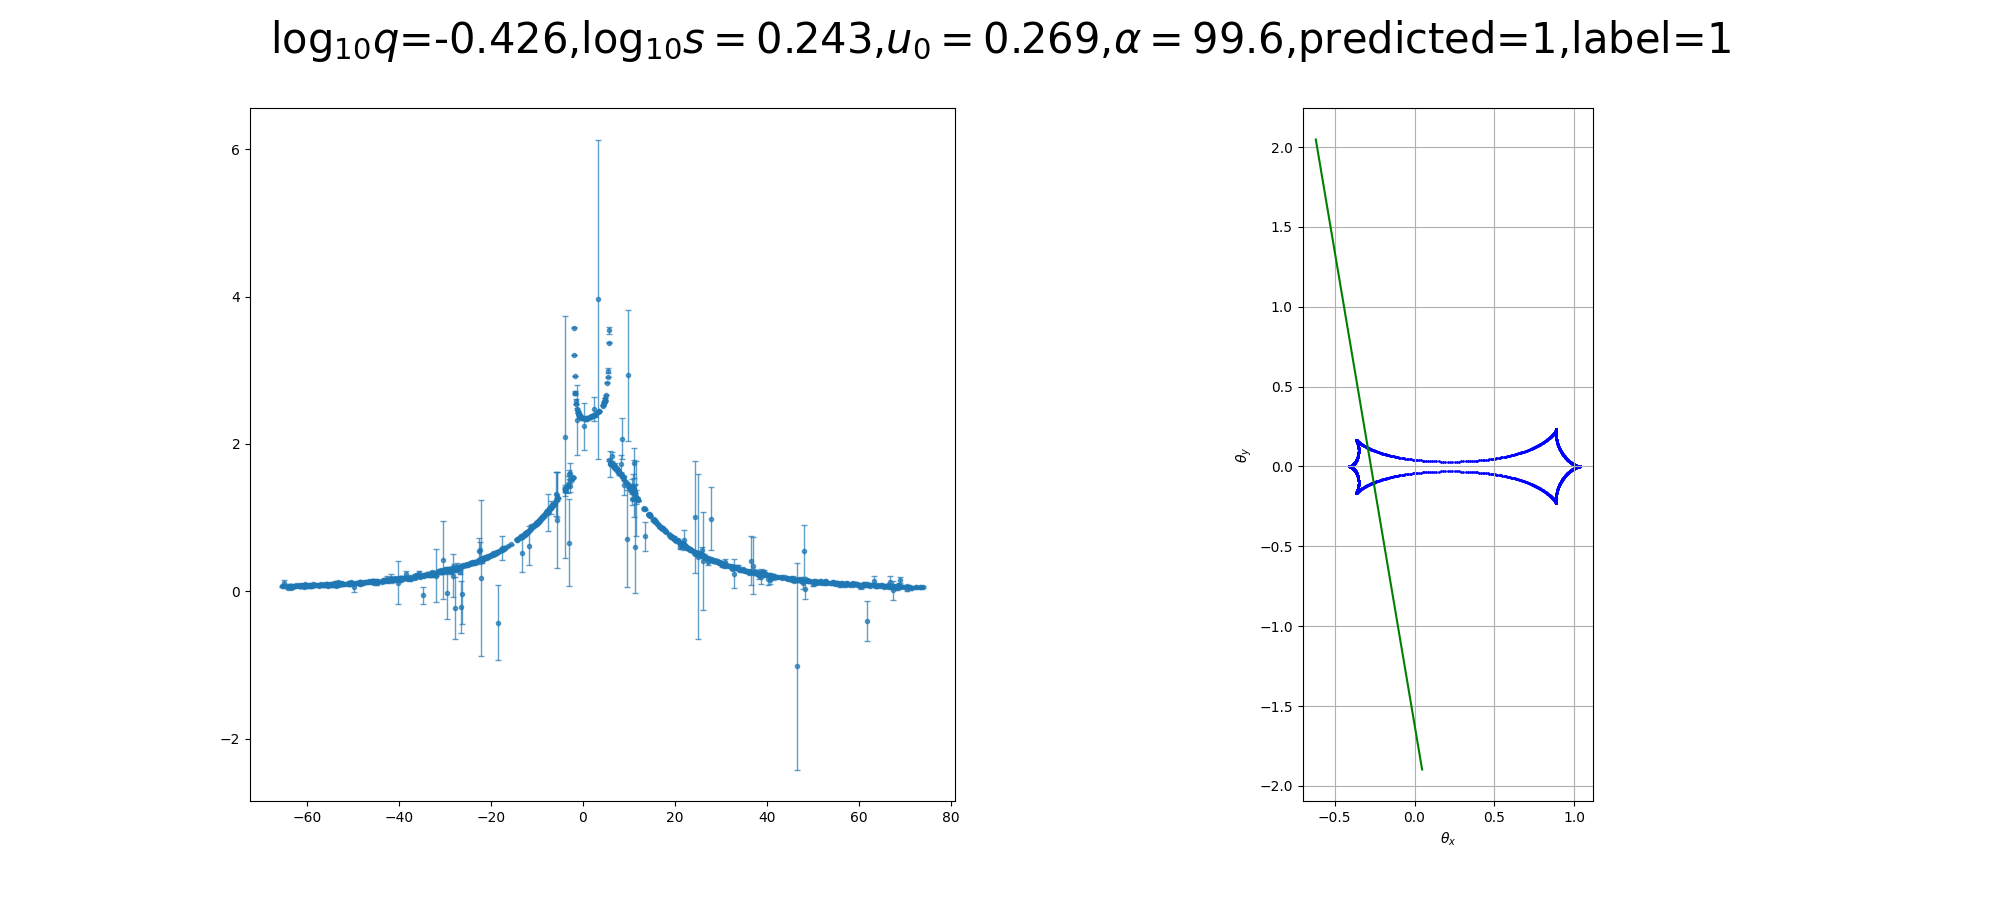 log₁₀q=-0.426,log₁₀s = 0.243,u₀ = 0.269,α = 99.6,predicted=1,label=1
6
4
2
0
−2
−60 −40 −20 0 20 40 60 80
2.0
1.5
1.0
0.5
0.0
−0.5
−1.0
−1.5
−2.0
θy
−0.5 0.0 0.5 1.0
θx